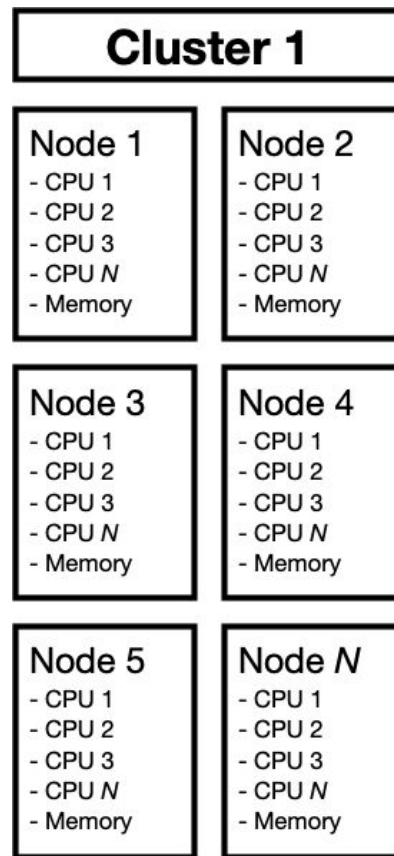 Cluster 1
Node 1
- CPU 1
- CPU 2
- CPU 3
- CPU N
- Memory
Node 2
- CPU 1
- CPU 2
- CPU 3
- CPU N
- Memory
Node 3
- CPU 1
- CPU 2
- CPU 3
- CPU N
- Memory
Node 4
- CPU 1
- CPU 2
- CPU 3
- CPU N
- Memory
Node 5
- CPU 1
- CPU 2
- CPU 3
- CPU N
- Memory
Node N
- CPU 1
- CPU 2
- CPU 3
- CPU N
- Memory